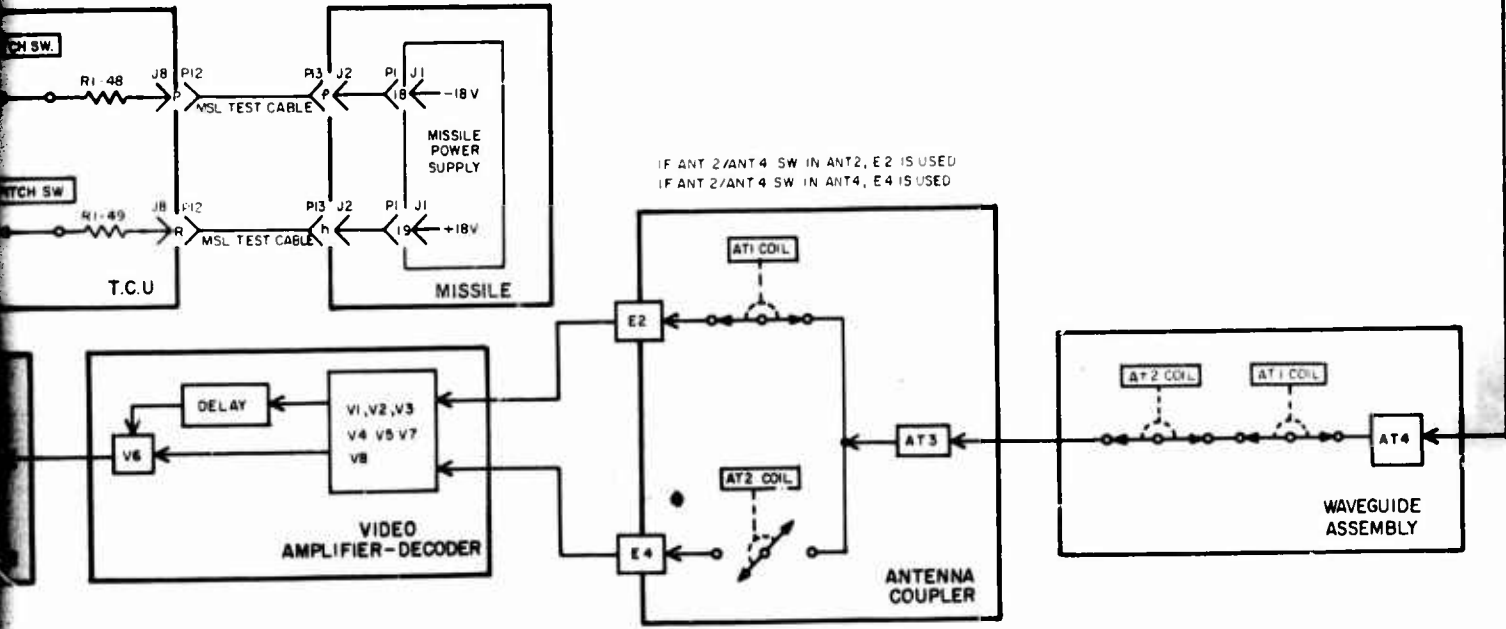 CH SW.
R1-48
J8 P12
P
MSL TEST CABLE
P13 J2
P
P1 J1
18
-18V
MISSILE
POWER
SUPPLY
ITCH SW
R1-49
J8 P12
R
MSL TEST CABLE
P13 J2
h
P1 J1
19
+18V
T.C.U
MISSILE
IF ANT 2/ANT 4 SW IN ANT2, E2 IS USED
IF ANT 2/ANT 4 SW IN ANT4, E4 IS USED
AT1 COIL
E2
AT3
AT2 COIL
E4
ANTENNA
COUPLER
DELAY
V6
V1,V2,V3
V4 V5 V7
V8
VIDEO
AMPLIFIER-DECODER
AT2 COIL
AT1 COIL
AT4
WAVEGUIDE
ASSEMBLY